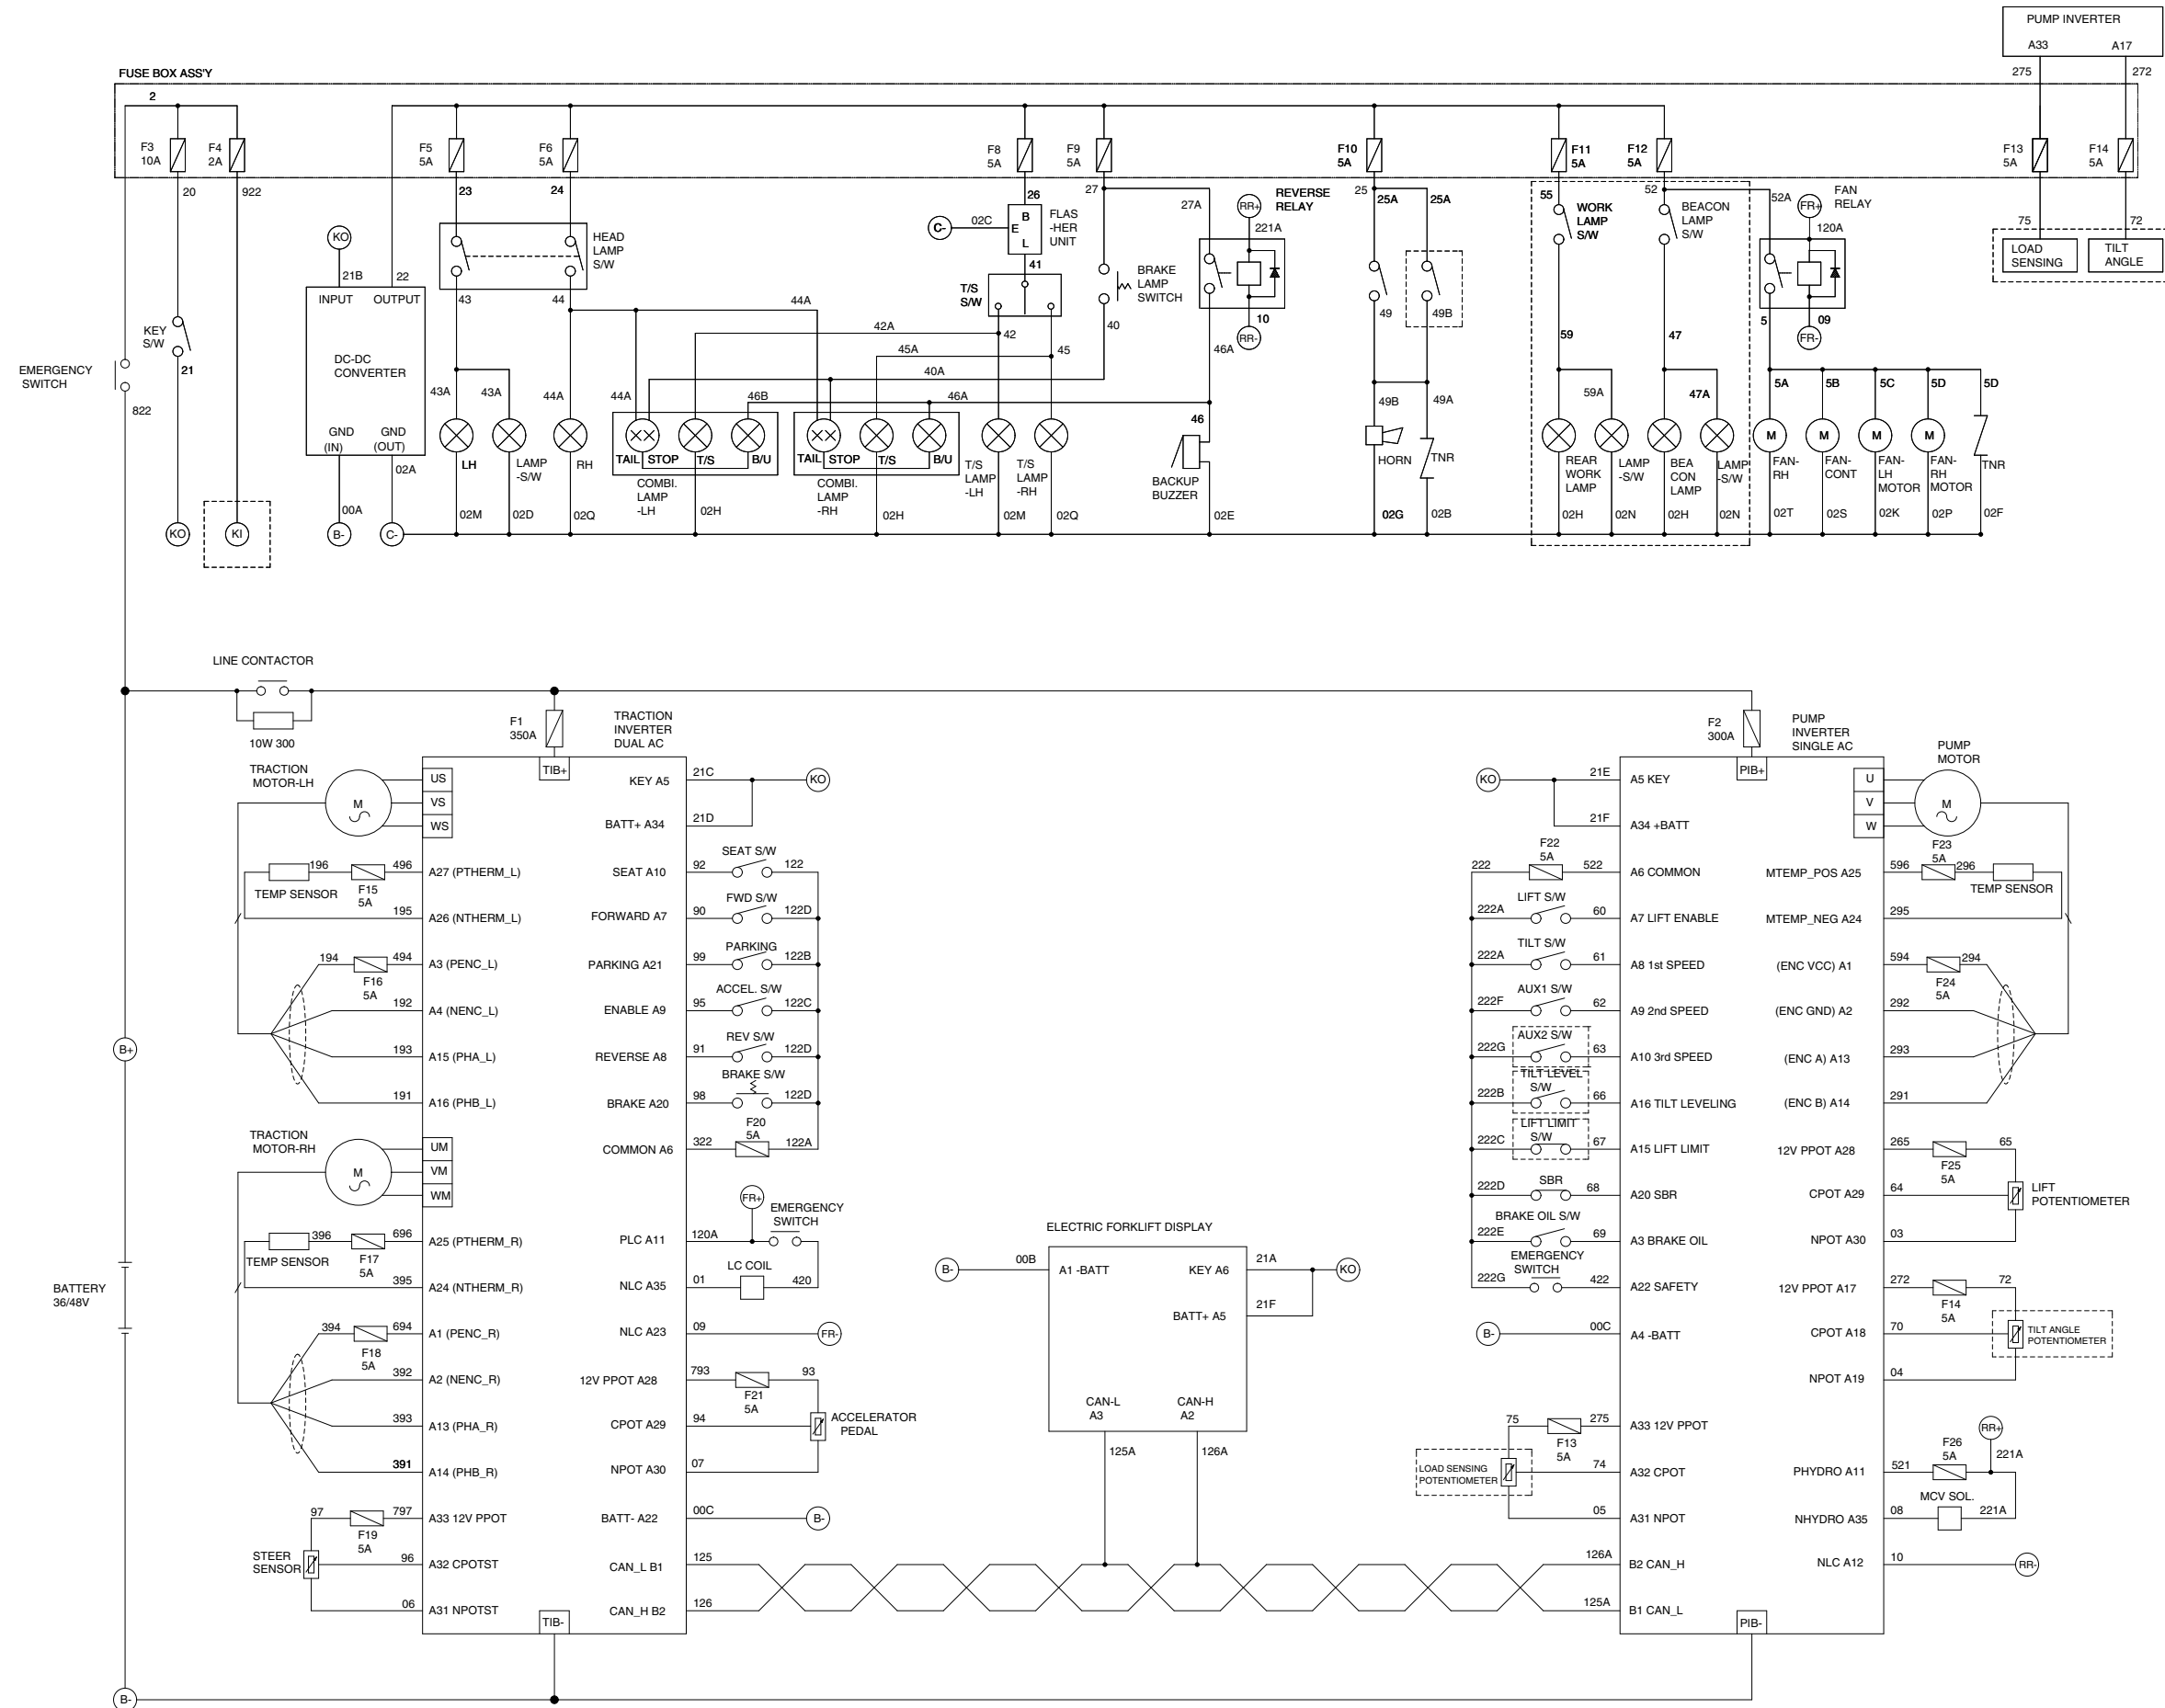 PUMP INVERTER
A33 A17
275 272
FUSE BOX ASS'Y
2
F3
10A
F4
2A
F5
5A
F6
5A
F8
5A
F9
5A
F10
5A
F11
5A
F12
5A
F13
5A
F14
5A
20 922 23 24 26 27 27A
REVERSE
RELAY
25 25A 25A 55 52 52A
FAN
RELAY
75 72
KO
21B 22
INPUT OUTPUT
DC-DC
CONVERTER
GND
(IN)
GND
(OUT)
00A 02A
B- C-
KEY
S/W
21
KO
KI
EMERGENCY
SWITCH
822
HEAD
LAMP
S/W
43 44 44A
C- 02C
B
E
L
FLAS
-HER
UNIT
41
T/S
S/W
42A 42
45A 45
40A 40
BRAKE
LAMP
SWITCH
RR+
221A
10
RR-
46A
49 49B
WORK
LAMP
S/W
BEACON
LAMP
S/W
59 47
FR+
120A
5 09
FR-
LOAD
SENSING
TILT
ANGLE
43A 43A 44A 44A 46B 46A 46
49B 49A 59A 47A 5A 5B 5C 5D 5D
LH
LAMP
-S/W
RH
TAIL STOP T/S B/U
COMBI.
LAMP
-LH
TAIL STOP T/S B/U
COMBI.
LAMP
-RH
T/S
LAMP
-LH
T/S
LAMP
-RH
BACKUP
BUZZER
HORN
TNR
REAR
WORK
LAMP
LAMP
-S/W
BEA
CON
LAMP
LAMP
-S/W
M M M M
FAN-
RH
FAN-
CONT
FAN-
LH
MOTOR
FAN-
RH
MOTOR
TNR
02M 02D 02Q 02H 02H 02M 02Q 02E 02G 02B 02H 02N 02H 02N 02T 02S 02K 02P 02F
LINE CONTACTOR
10W 300
F1
350A
TRACTION
INVERTER
DUAL AC
TIB+
TRACTION
MOTOR-LH
M
US
VS
WS
196 496
TEMP SENSOR
F15
5A
A27 (PTHERM_L)
195 A26 (NTHERM_L)
194 494 A3 (PENC_L)
F16
5A
192 A4 (NENC_L)
193 A15 (PHA_L)
191 A16 (PHB_L)
TRACTION
MOTOR-RH
M
UM
VM
WM
396 696 A25 (PTHERM_R)
TEMP SENSOR
F17
5A
395 A24 (NTHERM_R)
394 694 A1 (PENC_R)
F18
5A
392 A2 (NENC_R)
393 A13 (PHA_R)
391 A14 (PHB_R)
97 797 A33 12V PPOT
F19
5A
STEER
SENSOR
96 A32 CPOTST
06 A31 NPOTST
TIB-
B+
BATTERY
36/48V
B-
KEY A5 21C KO
BATT+ A34 21D
SEAT S/W
SEAT A10 92 122
FWD S/W
FORWARD A7 90 122D
PARKING
PARKING A21 99 122B
ACCEL. S/W
ENABLE A9 95 122C
REV S/W
REVERSE A8 91 122D
BRAKE S/W
BRAKE A20 98 122D
F20
5A
COMMON A6 322 122A
FR+
EMERGENCY
SWITCH
PLC A11 120A
LC COIL
NLC A35 01 420
NLC A23 09 FR-
12V PPOT A28 793 93
F21
5A
CPOT A29 94
ACCELERATOR
PEDAL
NPOT A30 07
BATT- A22 00C B-
CAN_L B1 125
CAN_H B2 126
ELECTRIC FORKLIFT DISPLAY
B- 00B A1 -BATT
KEY A6 21A KO
BATT+ A5 21F
CAN-L
A3
CAN-H
A2
125A 126A
F2
300A
PUMP
INVERTER
SINGLE AC
PIB+
KO 21E A5 KEY
21F A34 +BATT
F22
5A
222 522 A6 COMMON
LIFT S/W
222A 60 A7 LIFT ENABLE
TILT S/W
222A 61 A8 1st SPEED
AUX1 S/W
222F 62 A9 2nd SPEED
AUX2 S/W
222G 63 A10 3rd SPEED
TILT LEVEL
S/W
222B 66 A16 TILT LEVELING
LIFT LIMIT
S/W
222C 67 A15 LIFT LIMIT
SBR
222D 68 A20 SBR
BRAKE OIL S/W
222E 69 A3 BRAKE OIL
EMERGENCY
SWITCH
222G 422 A22 SAFETY
B- 00C A4 -BATT
75 275 A33 12V PPOT
F13
5A
LOAD SENSING
POTENTIOMETER
74 A32 CPOT
05 A31 NPOT
126A B2 CAN_H
125A B1 CAN_L
PIB-
PUMP
MOTOR
M
U
V
W
F23
5A
MTEMP_POS A25 596 296
TEMP SENSOR
MTEMP_NEG A24 295
(ENC VCC) A1 594 294
F24
5A
(ENC GND) A2 292
(ENC A) A13 293
(ENC B) A14 291
12V PPOT A28 265 65
F25
5A
CPOT A29 64
LIFT
POTENTIOMETER
NPOT A30 03
12V PPOT A17 272 72
F14
5A
CPOT A18 70
TILT ANGLE
POTENTIOMETER
NPOT A19 04
RR+
F26
5A
221A
PHYDRO A11 521
MCV SOL.
NHYDRO A35 08 221A
NLC A12 10 RR-